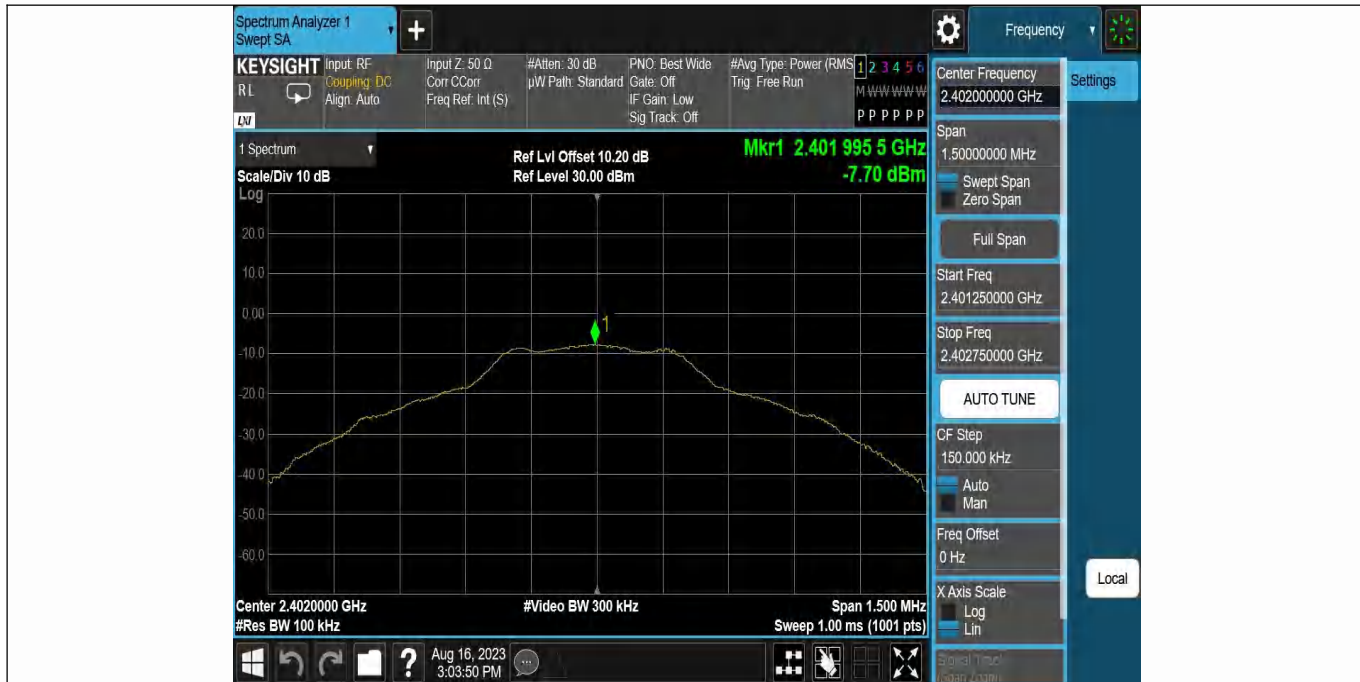 Spectrum Analyzer 1
Swept SA
+
Frequency
KEYSIGHT
RL
LXI
Input: RF
Coupling: DC
Align: Auto
Input Z: 50 Ω
Corr CCorr
Freq Ref: Int (S)
#Atten: 30 dB
µW Path: Standard
PNO: Best Wide
Gate: Off
IF Gain: Low
Sig Track: Off
#Avg Type: Power (RMS
Trig: Free Run
1 2 3 4 5 6
M W W W W W
P P P P P P
Settings
1 Spectrum
Scale/Div 10 dB
Ref Lvl Offset 10.20 dB
Ref Level 30.00 dBm
Mkr1 2.401 995 5 GHz
-7.70 dBm
Log
20.0
10.0
0.00
-10.0
-20.0
-30.0
-40.0
-50.0
-60.0
1
Center 2.4020000 GHz
#Res BW 100 kHz
#Video BW 300 kHz
Span 1.500 MHz
Sweep 1.00 ms (1001 pts)
Center Frequency
2.402000000 GHz
Span
1.50000000 MHz
Swept Span
Zero Span
Full Span
Start Freq
2.401250000 GHz
Stop Freq
2.402750000 GHz
AUTO TUNE
CF Step
150.000 kHz
Auto
Man
Freq Offset
0 Hz
X Axis Scale
Log
Lin
Signal Track
(Span Zoom)
Local
?
Aug 16, 2023
3:03:50 PM